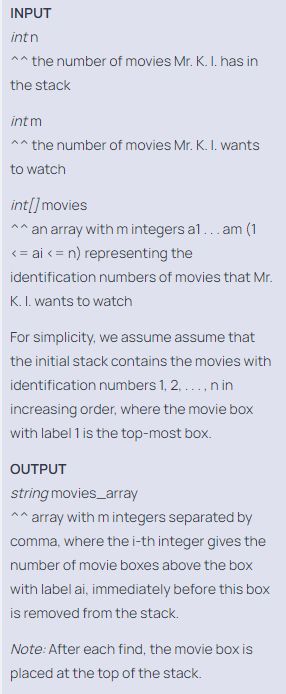 INPUT
int n
^^ the number of movies Mr. K. I. has in
the stack
int m
^^ the number of movies Mr. K. I. wants
to watch
int[] movies
^^ an array with m integers a1 . . . am (1
<= ai <= n) representing the
identification numbers of movies that Mr.
K. I. wants to watch
For simplicity, we assume assume that
the initial stack contains the movies with
identification numbers 1, 2, . . . , n in
increasing order, where the movie box
with label 1 is the top-most box.
OUTPUT
string movies_array
^^ array with m integers separated by
comma, where the i-th integer gives the
number of movie boxes above the box
with label ai, immediately before this box
is removed from the stack.
Note: After each find, the movie box is
placed at the top of the stack.